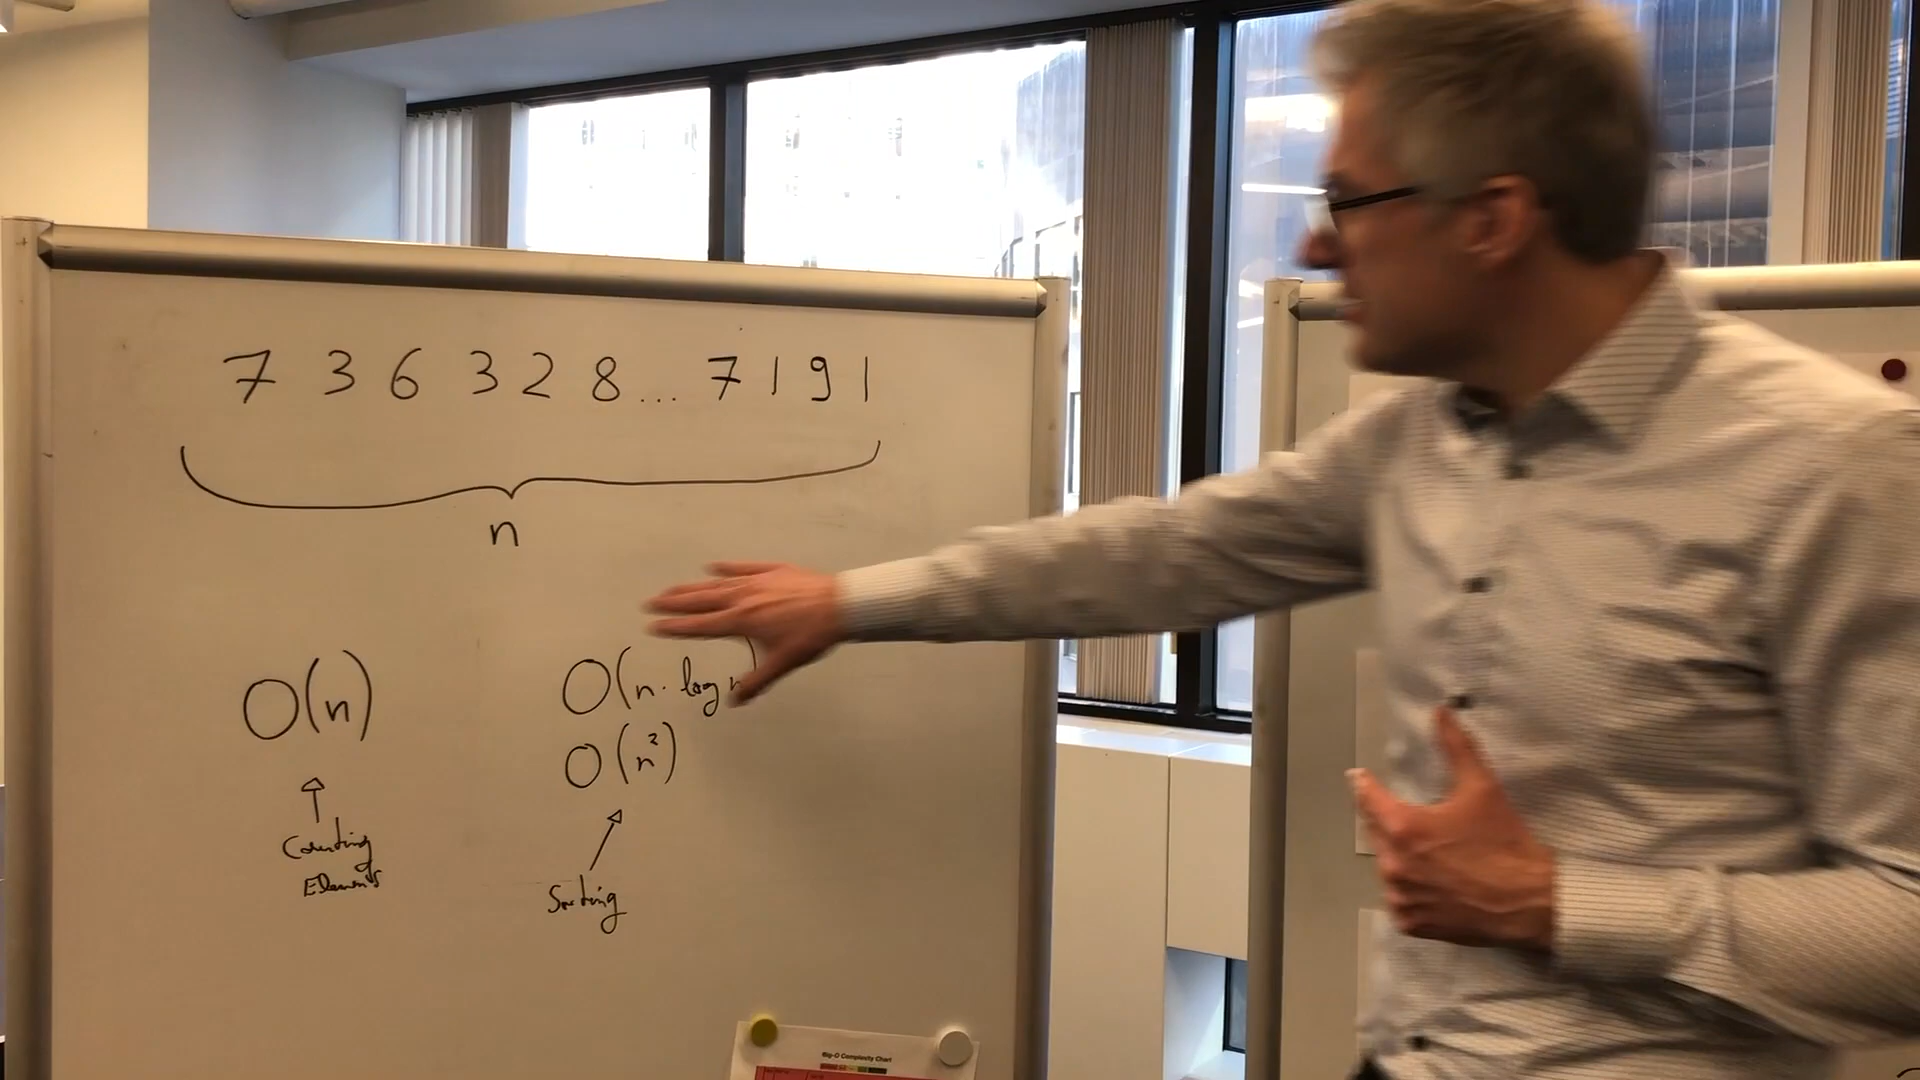 7 3 6 3 2 8 ... 7 1 9 1
n
O(n)
O(n · log n)
O(n²)
Counting
Elements
Sorting
Big-O Complexity Chart